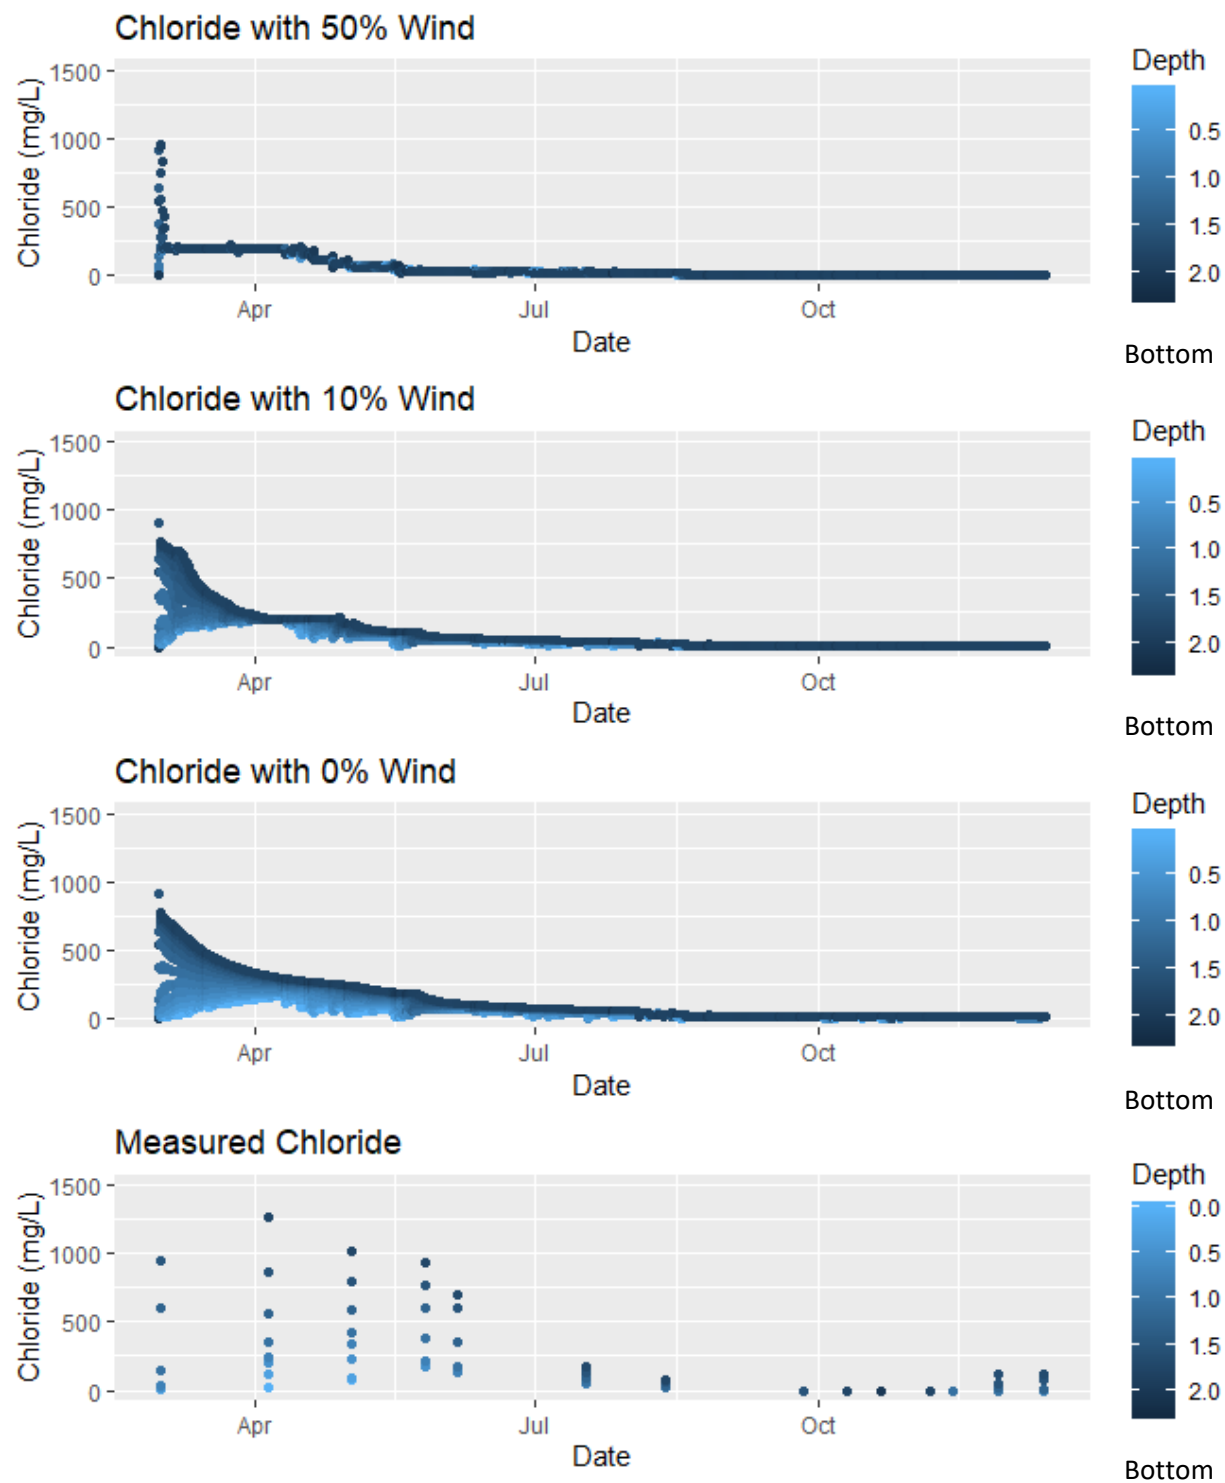 Chloride with 50% Wind
Chloride (mg/L)
1500
1000
500
0
Apr
Jul
Oct
Date
Depth
0.5
1.0
1.5
2.0
Bottom
Chloride with 10% Wind
Chloride (mg/L)
1500
1000
500
0
Apr
Jul
Oct
Date
Depth
0.5
1.0
1.5
2.0
Bottom
Chloride with 0% Wind
Chloride (mg/L)
1500
1000
500
0
Apr
Jul
Oct
Date
Depth
0.5
1.0
1.5
2.0
Bottom
Measured Chloride
Chloride (mg/L)
1500
1000
500
0
Apr
Jul
Oct
Date
Depth
0.0
0.5
1.0
1.5
2.0
Bottom